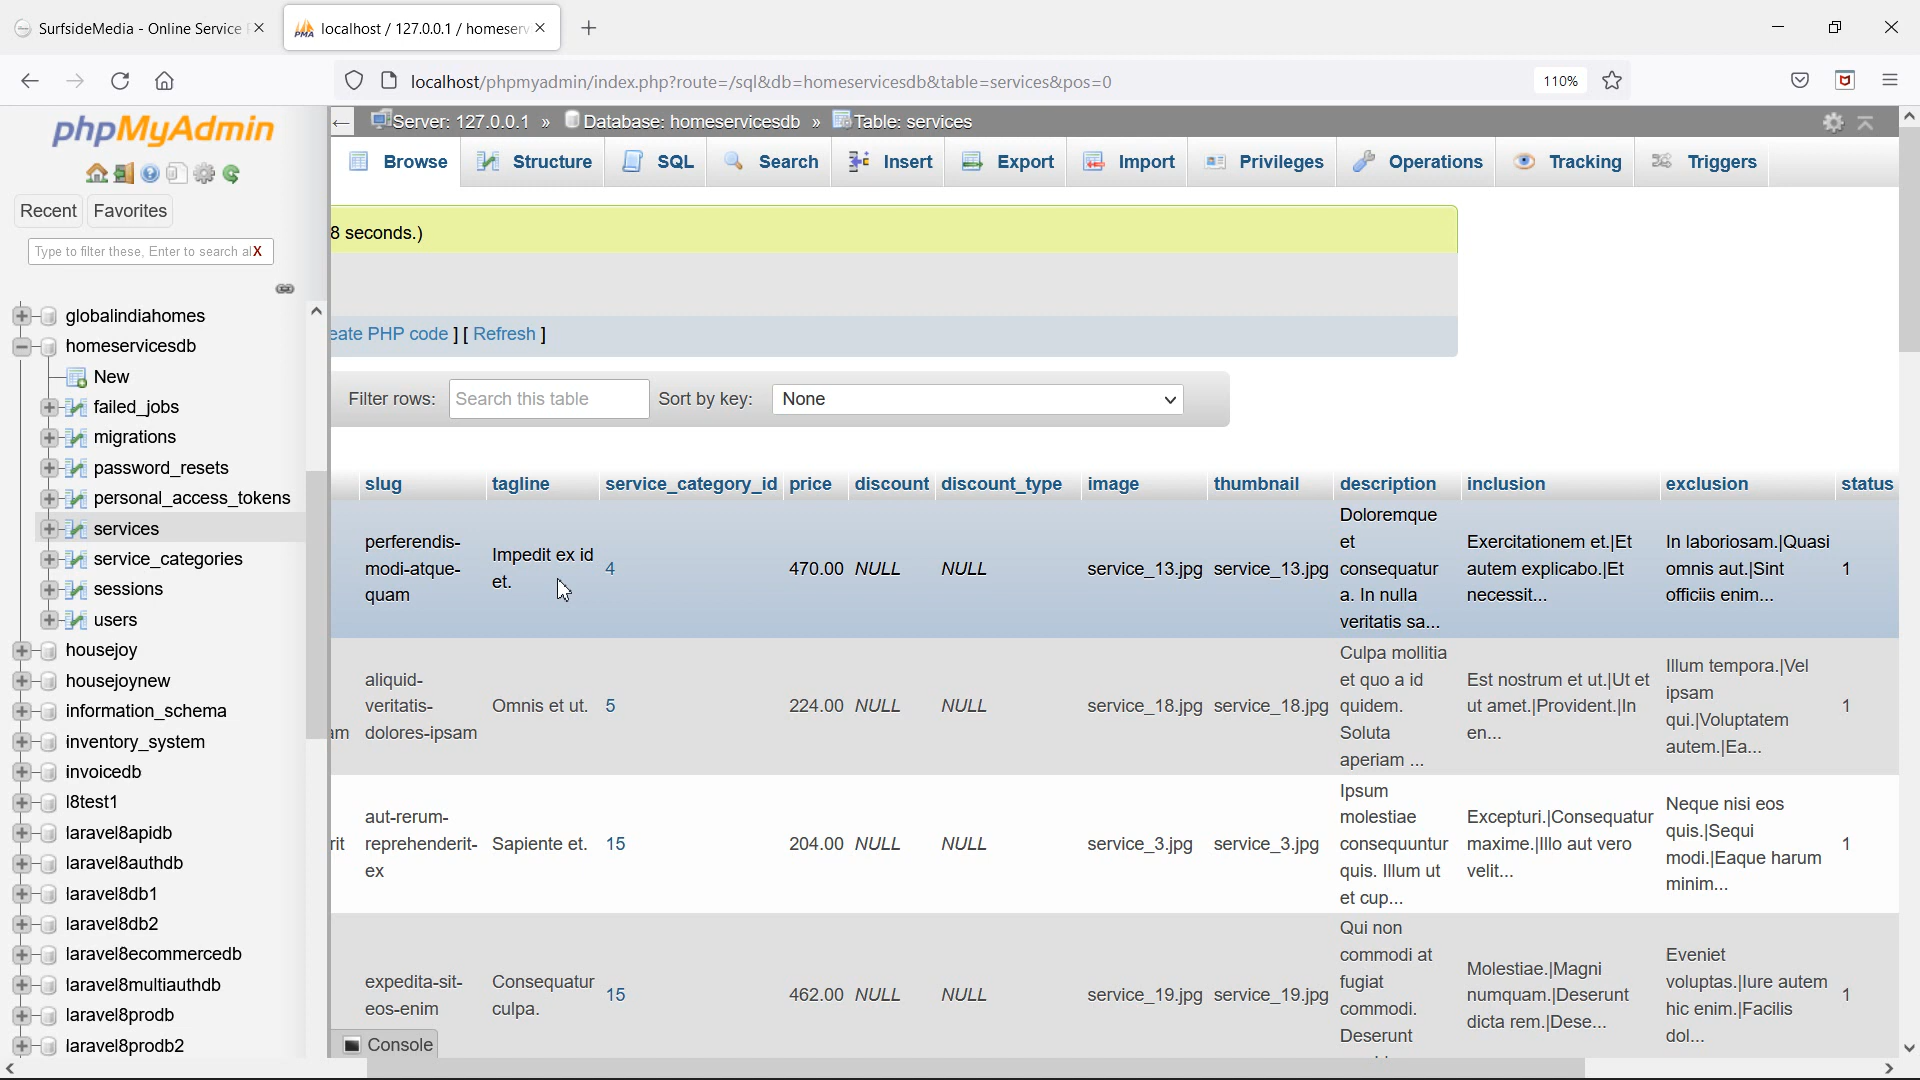 SurfsideMedia - Online Service
localhost / 127.0.0.1 / homeserv
localhost/phpmyadmin/index.php?route=/sql&db=homeservicesdb&table=services&pos=0
110%
phpMyAdmin
Recent
Favorites
Type to filter these, Enter to search al
X
globalindiahomes
homeservicesdb
New
failed_jobs
migrations
password_resets
personal_access_tokens
services
service_categories
sessions
users
housejoy
housejoynew
information_schema
inventory_system
invoicedb
l8test1
laravel8apidb
laravel8authdb
laravel8db1
laravel8db2
laravel8ecommercedb
laravel8multiauthdb
laravel8prodb
laravel8prodb2
Server: 127.0.0.1 » Database: homeservicesdb » Table: services
Browse Structure SQL Search Insert Export Import Privileges Operations Tracking Triggers
8 seconds.)
eate PHP code ] [ Refresh ]
Filter rows: Search this table Sort by key: None
slug tagline service_category_id price discount discount_type image thumbnail description inclusion exclusion status
perferendis-
modi-atque-
quam
Impedit ex id
et.
4
470.00
NULL
NULL
service_13.jpg
service_13.jpg
Doloremque
et
consequatur
a. In nulla
veritatis sa...
Exercitationem et.|Et
autem explicabo.|Et
necessit...
In laboriosam.|Quasi
omnis aut.|Sint
officiis enim...
1
am
aliquid-
veritatis-
dolores-ipsam
Omnis et ut.
5
224.00
NULL
NULL
service_18.jpg
service_18.jpg
Culpa mollitia
et quo a id
quidem.
Soluta
aperiam ...
Est nostrum et ut.|Ut et
ut amet.|Provident.|In
en...
Illum tempora.|Vel
ipsam
qui.|Voluptatem
autem.|Ea...
1
rit
aut-rerum-
reprehenderit-
ex
Sapiente et.
15
204.00
NULL
NULL
service_3.jpg
service_3.jpg
Ipsum
molestiae
consequuntur
quis. Illum ut
et cup...
Excepturi.|Consequatur
maxime.|Illo aut vero
velit...
Neque nisi eos
quis.|Sequi
modi.|Eaque harum
minim...
1
expedita-sit-
eos-enim
Consequatur
culpa.
15
462.00
NULL
NULL
service_19.jpg
service_19.jpg
Qui non
commodi at
fugiat
commodi.
Deserunt
Molestiae.|Magni
numquam.|Deserunt
dicta rem.|Dese...
Eveniet
voluptas.|Iure autem
hic enim.|Facilis
dol...
1
Console